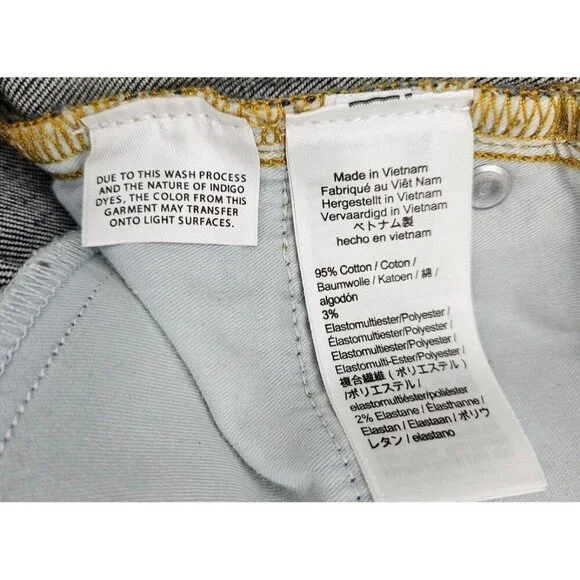 DUE TO THIS WASH PROCESS
AND THE NATURE OF INDIGO
DYES, THE COLOR FROM THIS
GARMENT MAY TRANSFER
ONTO LIGHT SURFACES.
Made in Vietnam
Fabriqué au Viêt Nam
Hergestellt in Vietnam
Vervaardigd in Vietnam
ベトナム製
hecho en vietnam
95% Cotton / Coton /
Baumwolle / Katoen / 綿 /
algodón
3%
Elastomultiester/Polyester/
Élastomultiester/Polyester/
Elastomulti-Ester/Polyester/
Elastomultiester/Polyester/
複合繊維 ( ポリエステル )
/ポリエステル /
elastomultiéster/poliéster
2% Elastane / Élasthanne /
Elastan / Elastaan / ポリウ
レタン / elastano